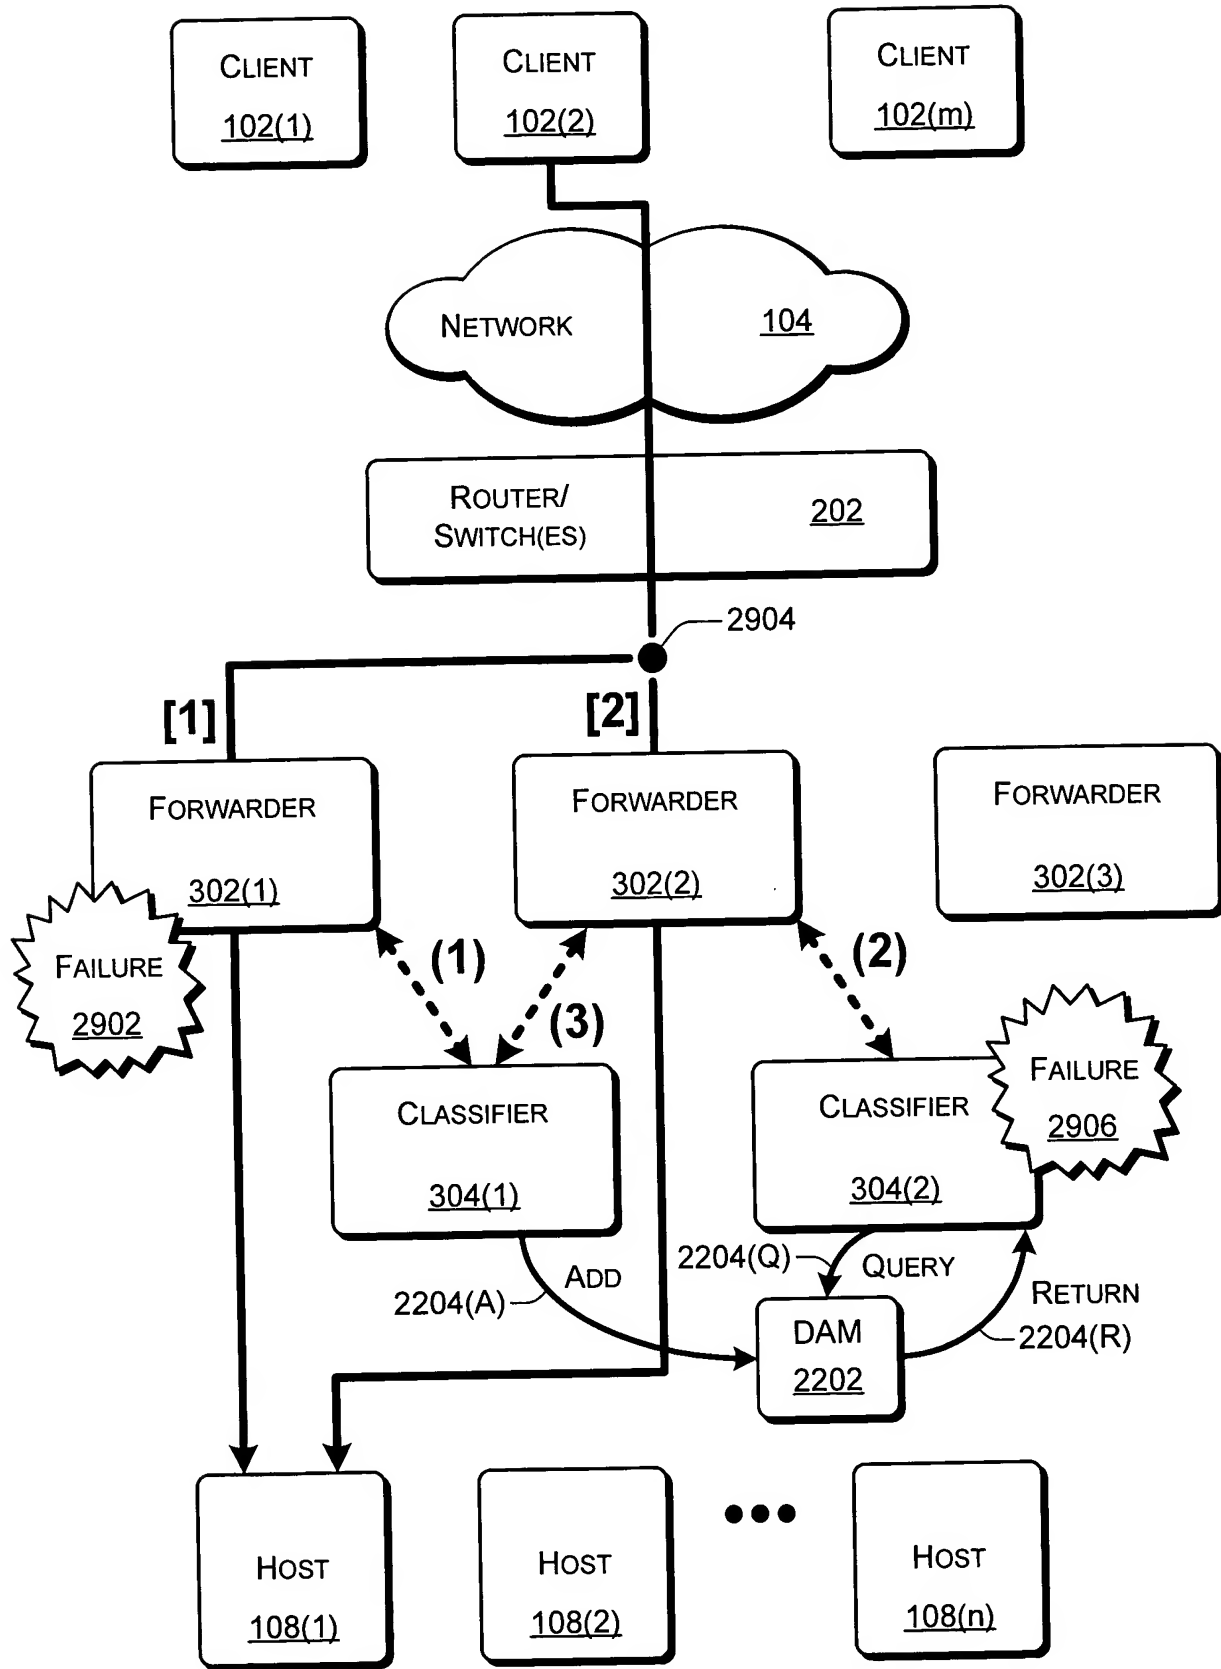 CLIENT
102(1)
CLIENT
102(2)
CLIENT
102(m)
NETWORK
104
ROUTER/
SWITCH(ES)
202
2904
[1]
[2]
FORWARDER
302(1)
FORWARDER
302(2)
FORWARDER
302(3)
FAILURE
2902
(1)
(3)
(2)
CLASSIFIER
304(1)
CLASSIFIER
304(2)
FAILURE
2906
2204(A)
ADD
2204(Q)
QUERY
RETURN
2204(R)
DAM
2202
HOST
108(1)
HOST
108(2)
HOST
108(n)